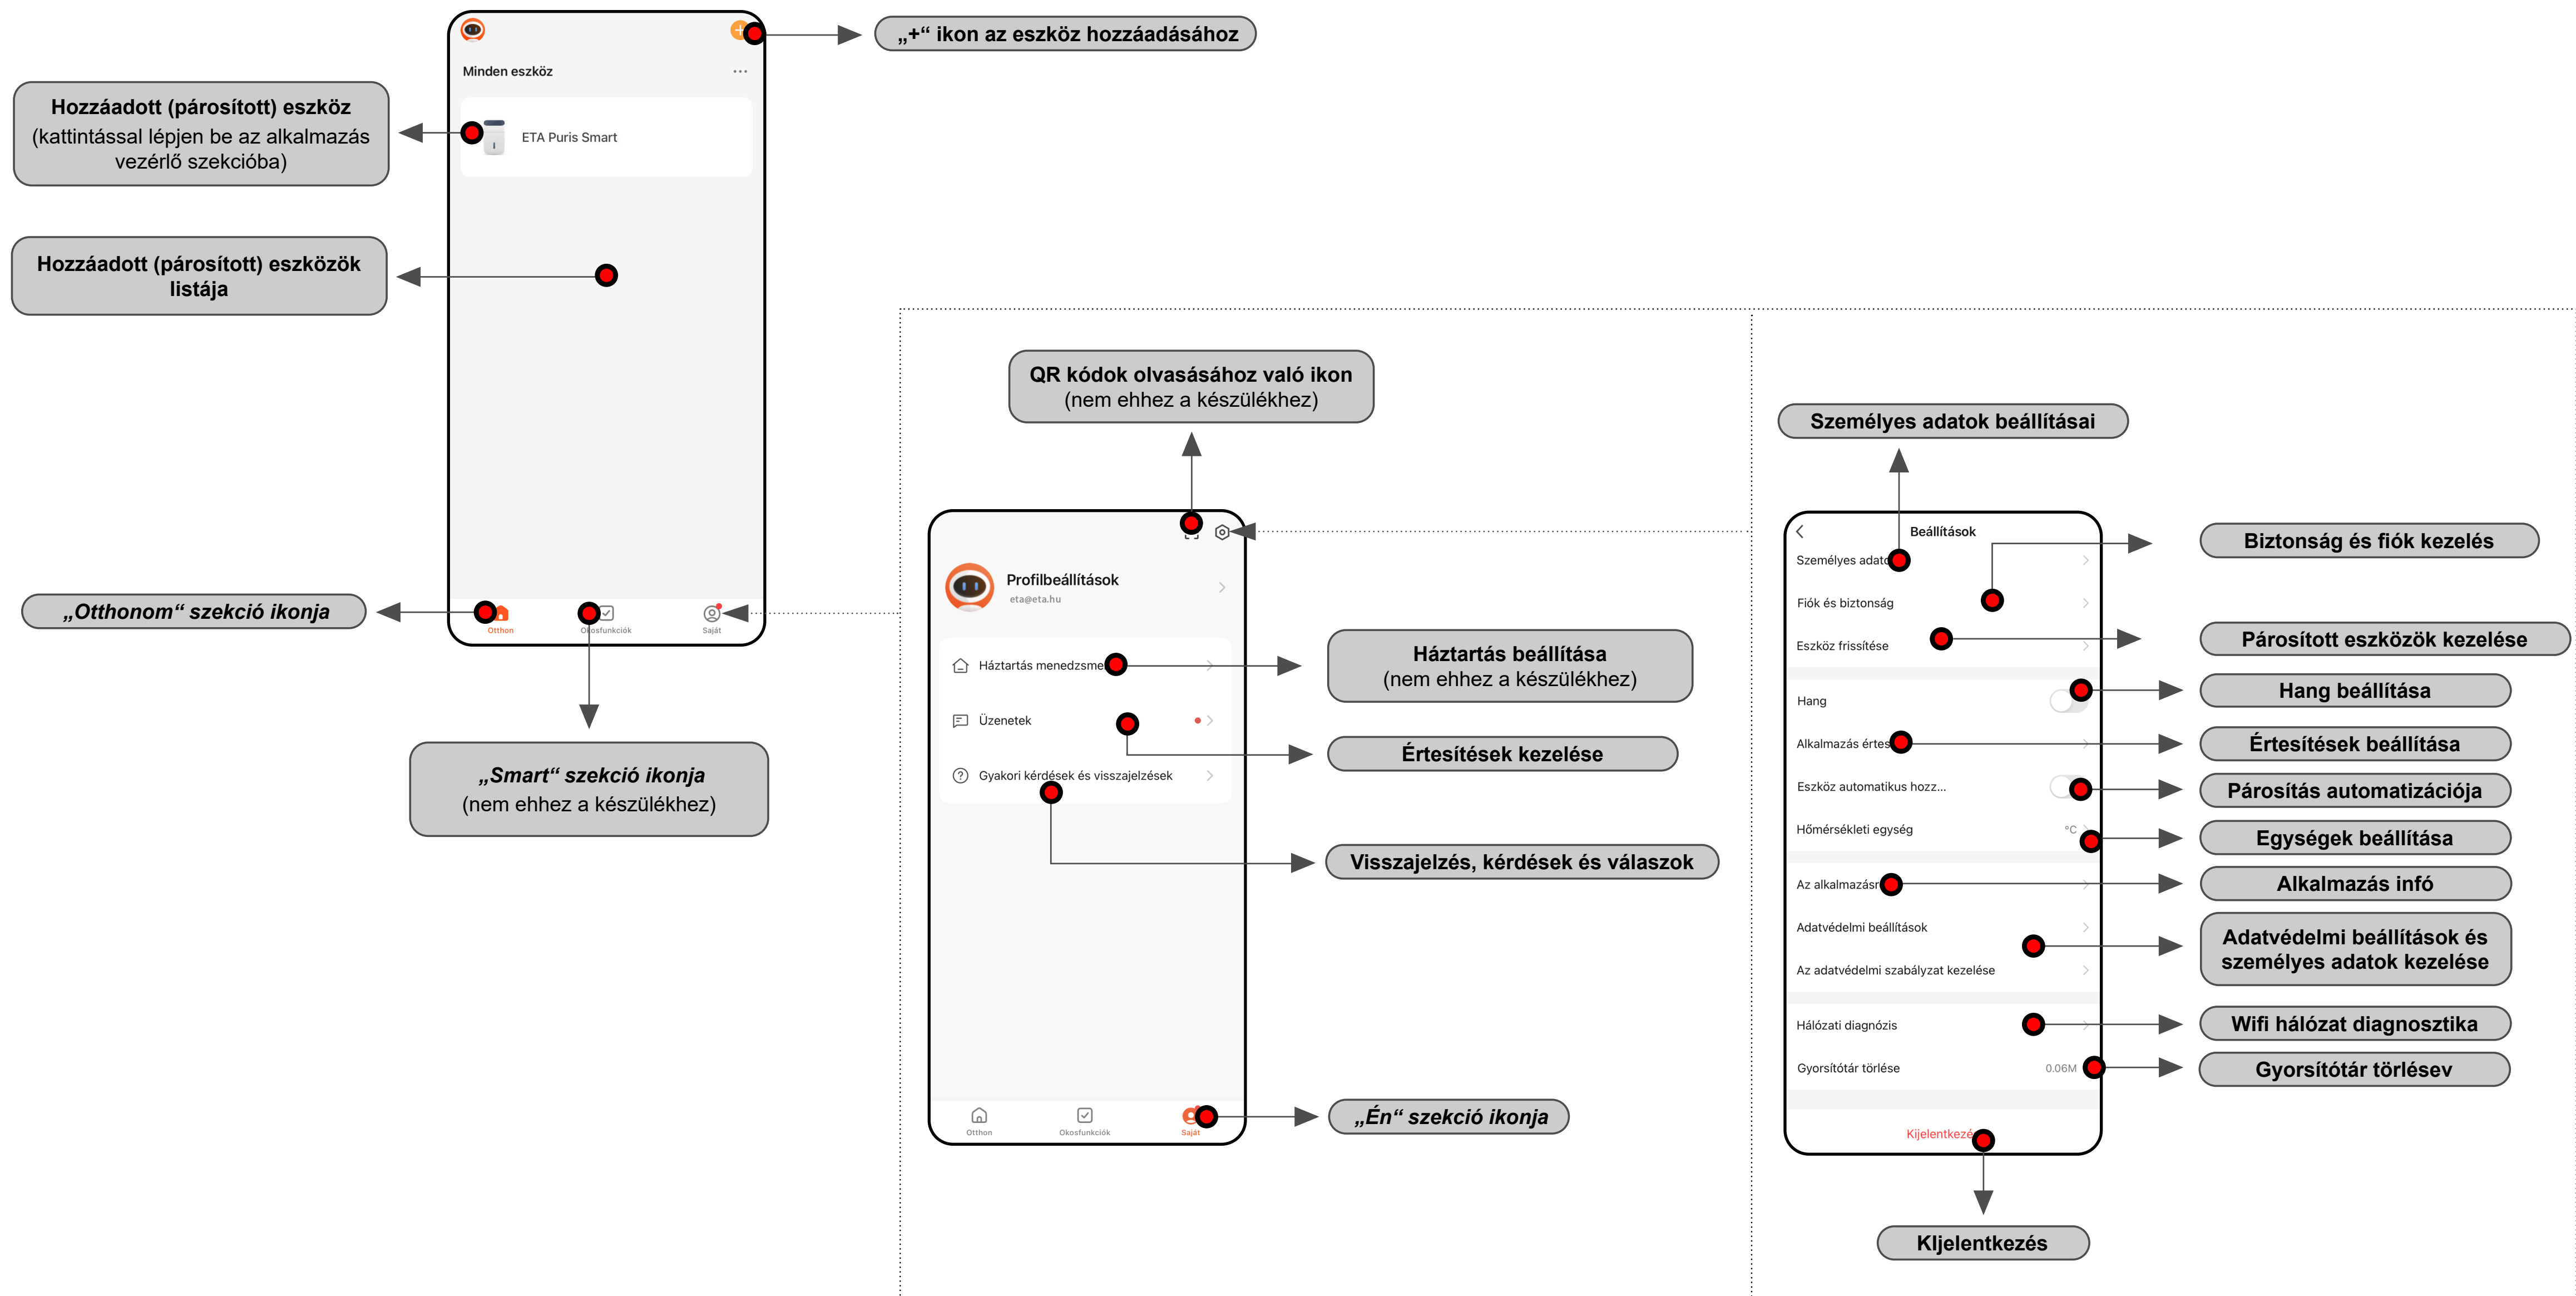 „+“ ikon az eszköz hozzáadásához
Minden eszköz
Hozzáadott (párosított) eszköz
(kattintással lépjen be az alkalmazás
vezérlő szekcióba)
ETA Puris Smart
Hozzáadott (párosított) eszközök
listája
„Otthonom“ szekció ikonja
Otthon
Okosfunkciók
Saját
„Smart“ szekció ikonja
(nem ehhez a készülékhez)
QR kódok olvasásához való ikon
(nem ehhez a készülékhez)
Profilbeállítások
eta@eta.hu
Háztartás menedzsme
Háztartás beállítása
(nem ehhez a készülékhez)
Üzenetek
Értesítések kezelése
Gyakori kérdések és visszajelzések
Visszajelzés, kérdések és válaszok
Otthon
Okosfunkciók
Saját
„Én“ szekció ikonja
Személyes adatok beállításai
Beállítások
Személyes adato
Biztonság és fiók kezelés
Fiók és biztonság
Eszköz frissítése
Párosított eszközök kezelése
Hang
Hang beállítása
Alkalmazás értes
Értesítések beállítása
Eszköz automatikus hozz...
Párosítás automatizációja
Hőmérsékleti egység
°C
Egységek beállítása
Az alkalmazásr
Alkalmazás infó
Adatvédelmi beállítások
Adatvédelmi beállítások és
személyes adatok kezelése
Az adatvédelmi szabályzat kezelése
Hálózati diagnózis
Wifi hálózat diagnosztika
Gyorsítótár törlése
0.06M
Gyorsítótár törlésev
Kijelentkezé
KIjelentkezés